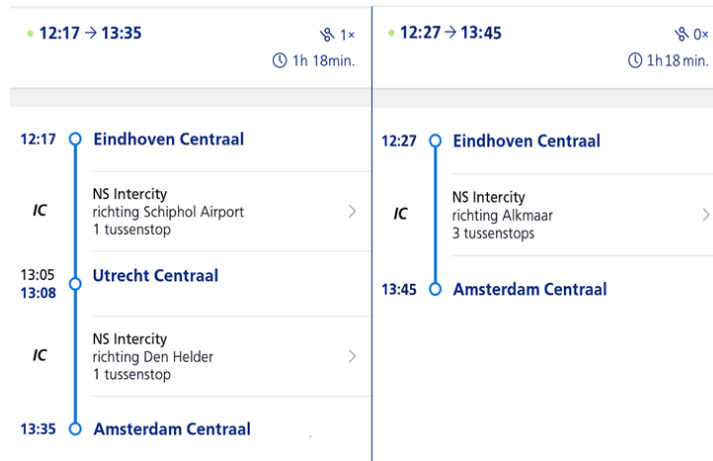 12:17 → 13:35
1×
1h 18min.
12:17 Eindhoven Centraal
IC
NS Intercity
richting Schiphol Airport
1 tussenstop
13:05
13:08
Utrecht Centraal
IC
NS Intercity
richting Den Helder
1 tussenstop
13:35 Amsterdam Centraal
12:27 → 13:45
0×
1h 18 min.
12:27 Eindhoven Centraal
IC
NS Intercity
richting Alkmaar
3 tussenstops
13:45 Amsterdam Centraal